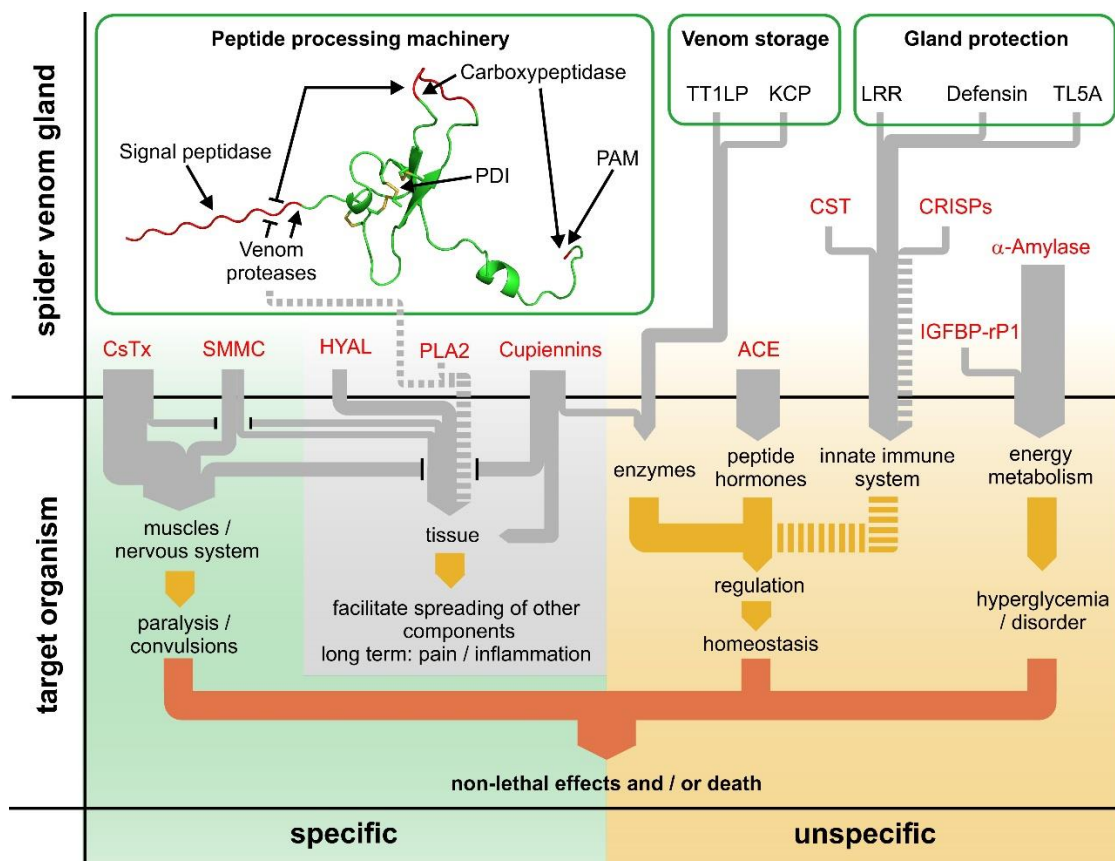 Peptide processing machinery
Carboxypeptidase
Signal peptidase
PDI
PAM
Venom
proteases
Venom storage
TT1LP KCP
Gland protection
LRR Defensin TL5A
CST CRISPs
α-Amylase
IGFBP-rP1
spider venom gland
CsTx SMMC HYAL PLA2 Cupiennins ACE
target organism
muscles /
nervous system
paralysis /
convulsions
tissue
facilitate spreading of other
components
long term: pain / inflammation
enzymes
peptide
hormones
innate immune
system
energy
metabolism
regulation
homeostasis
hyperglycemia
/ disorder
non-lethal effects and / or death
specific unspecific